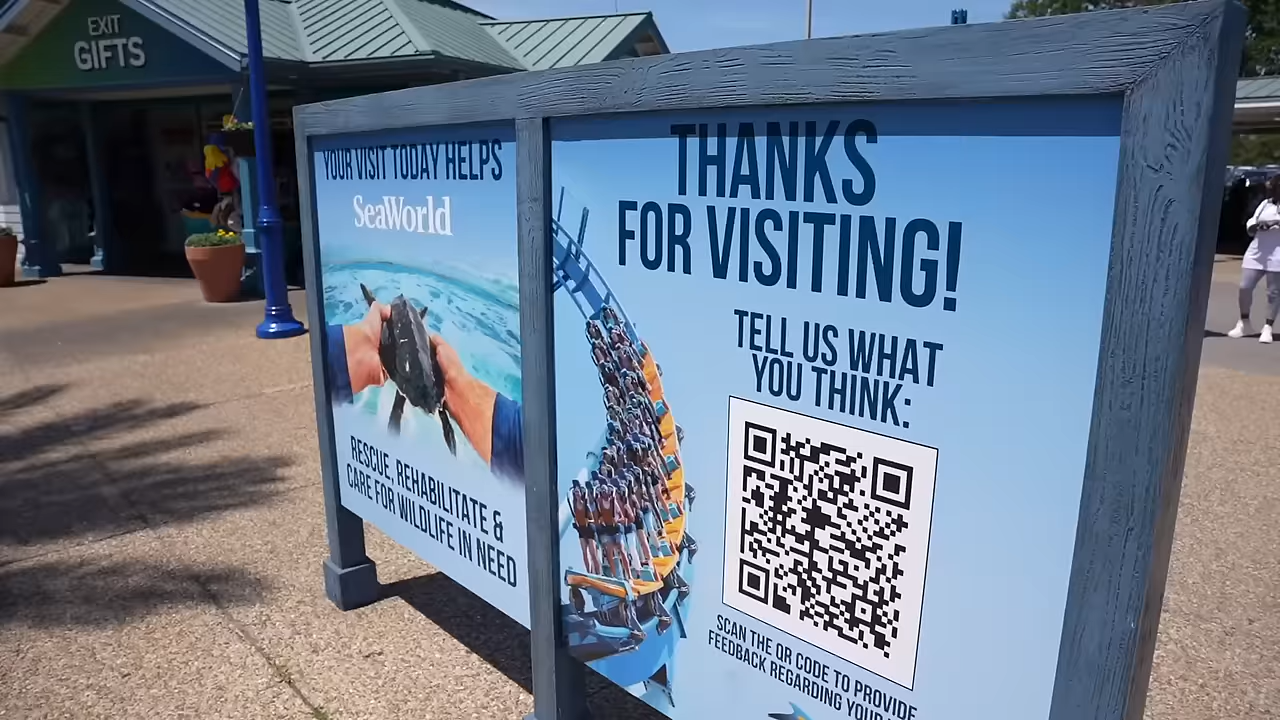 EXIT
GIFTS
YOUR VISIT TODAY HELPS
SeaWorld
RESCUE, REHABILITATE &
CARE FOR WILDLIFE IN NEED
THANKS
FOR VISITING!
TELL US WHAT
YOU THINK:
SCAN THE QR CODE TO PROVIDE
FEEDBACK REGARDING YOUR